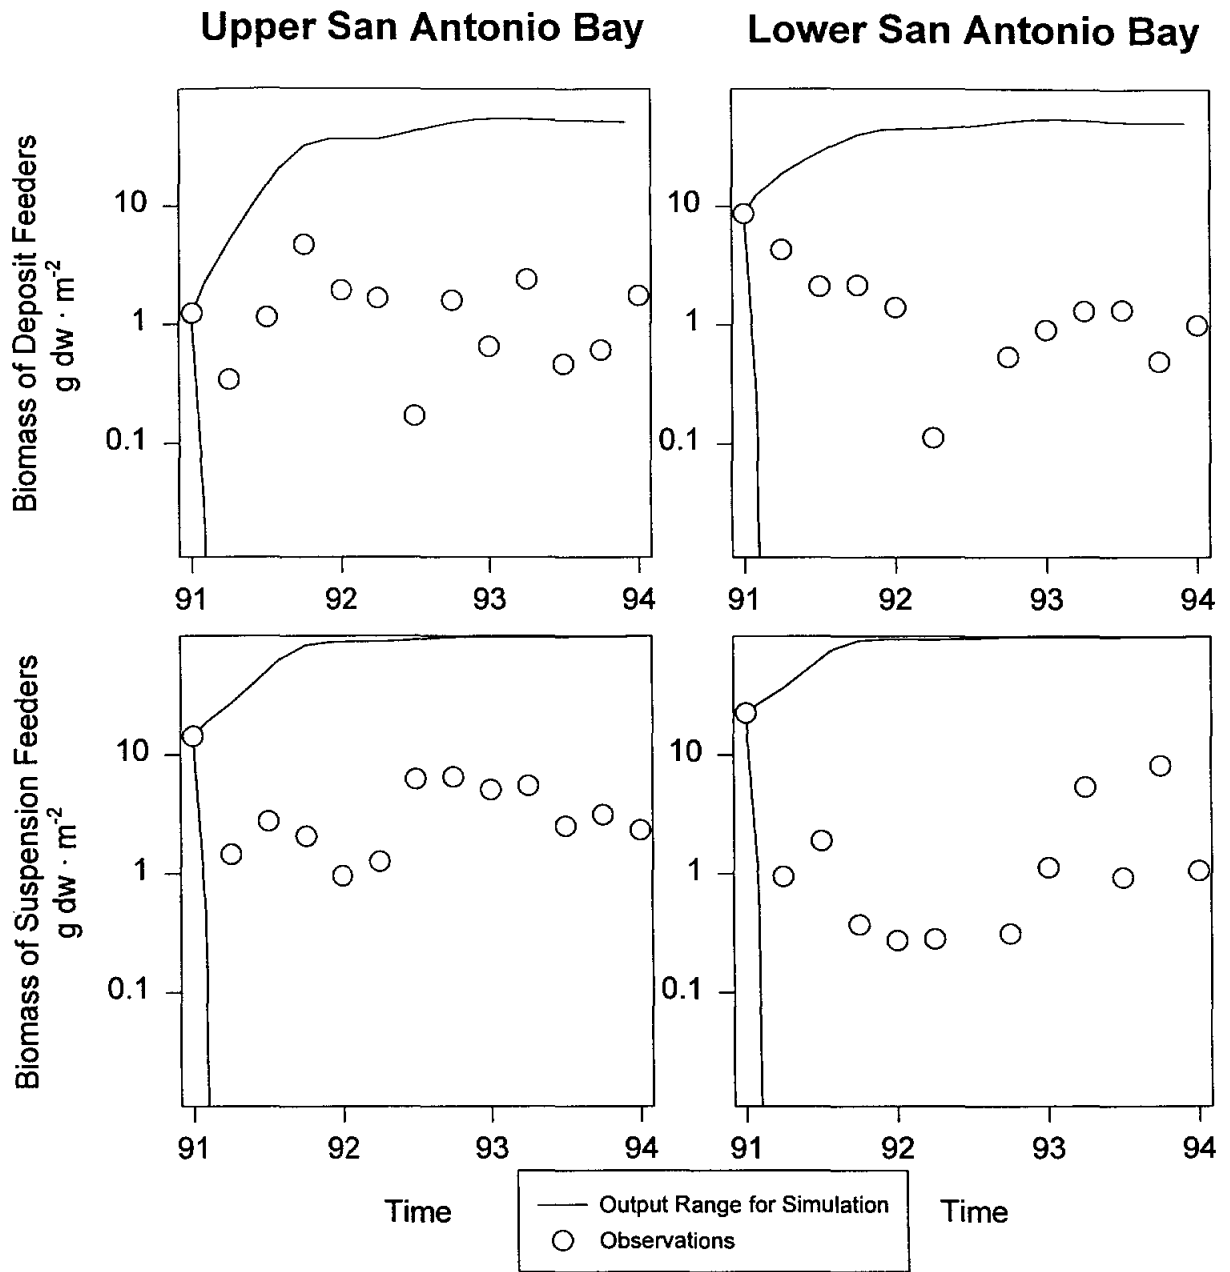 Upper San Antonio Bay
Lower San Antonio Bay
Biomass of Deposit Feeders
g dw · m⁻²
10
1
0.1
91 92 93 94
10
1
0.1
91 92 93 94
Biomass of Suspension Feeders
g dw · m⁻²
10
1
0.1
91 92 93 94
10
1
0.1
91 92 93 94
Time
Time
Output Range for Simulation
Observations